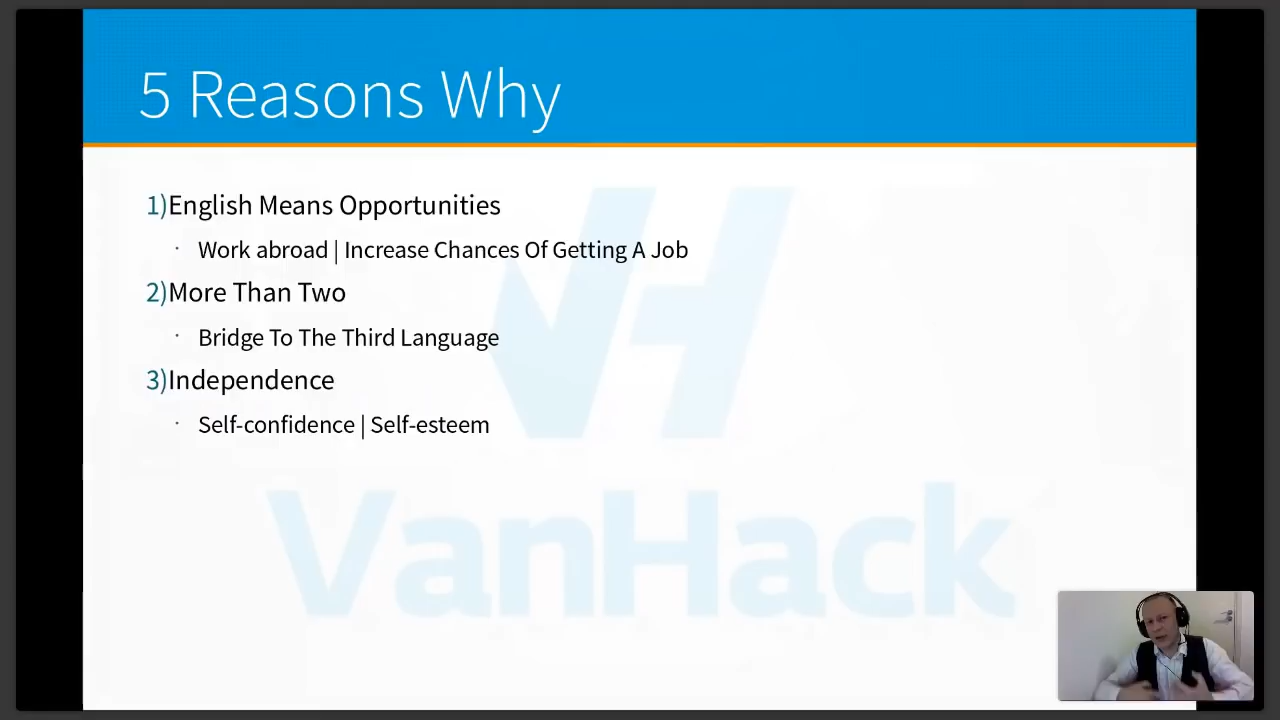 5 Reasons Why
1)English Means Opportunities
· Work abroad | Increase Chances Of Getting A Job
2)More Than Two
· Bridge To The Third Language
3)Independence
· Self-confidence | Self-esteem
VH
VanHack